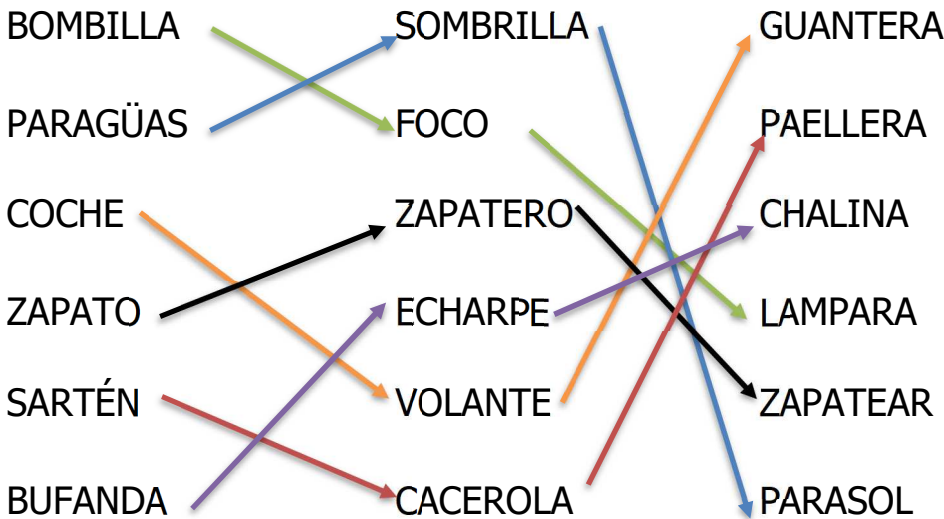 BOMBILLA SOMBRILLA GUANTERA
PARAGÜAS FOCO PAELLERA
COCHE ZAPATERO CHALINA
ZAPATO ECHARPE LAMPARA
SARTÉN VOLANTE ZAPATEAR
BUFANDA CACEROLA PARASOL